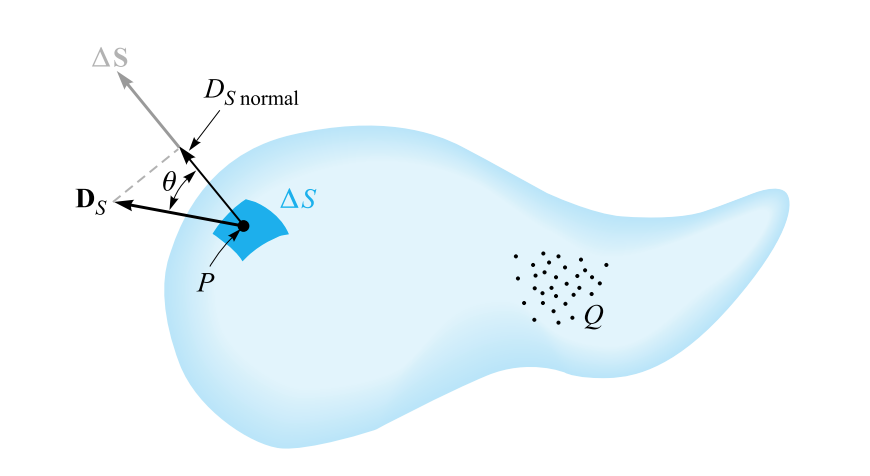 ΔS
D_S normal
θ
D_S
ΔS
P
Q